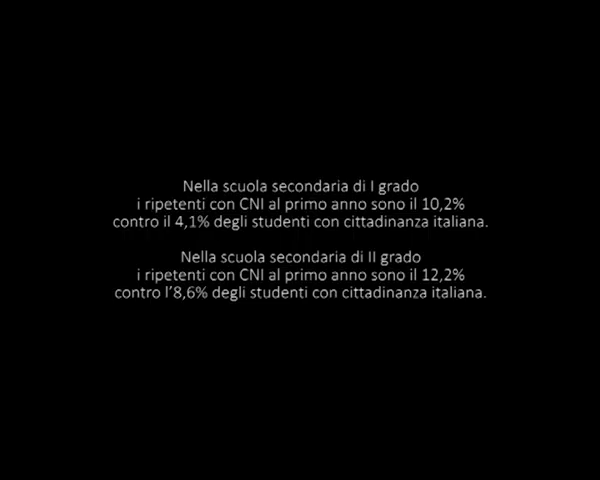 Nella scuola secondaria di I grado
i ripetenti con CNI al primo anno sono il 10,2%
contro il 4,1% degli studenti con cittadinanza italiana.
Nella scuola secondaria di II grado
i ripetenti con CNI al primo anno sono il 12,2%
contro l'8,6% degli studenti con cittadinanza italiana.